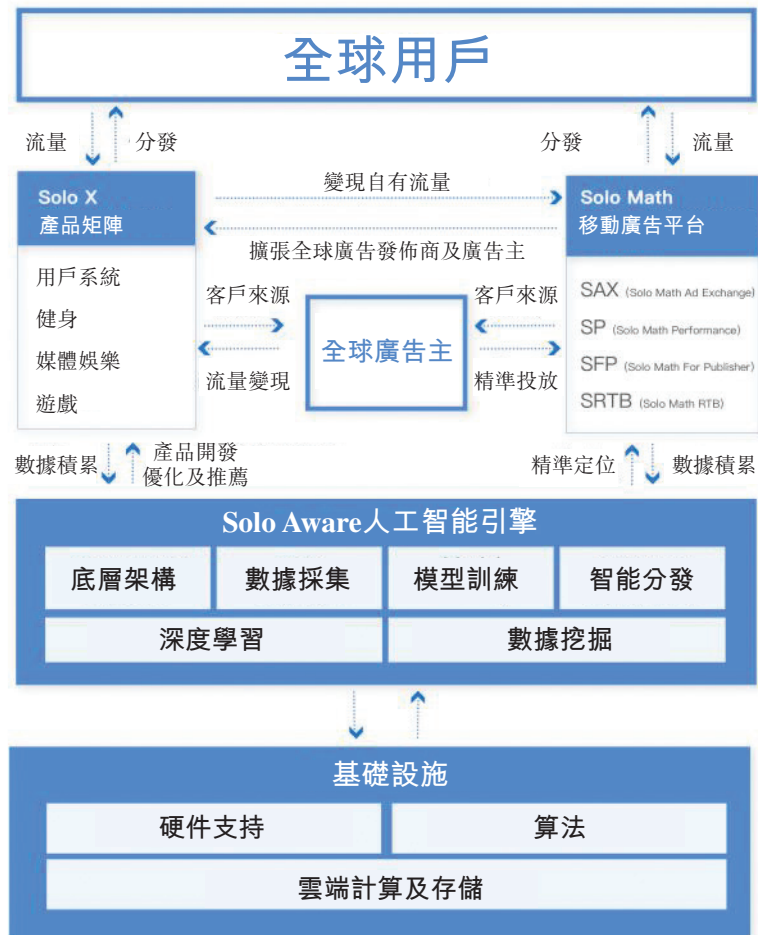 全球用戶
流量
分發
分發
流量
Solo X
產品矩陣
用戶系統
健身
媒體娛樂
遊戲
變現自有流量
擴張全球廣告發佈商及廣告主
客戶來源
流量變現
全球廣告主
客戶來源
精準投放
Solo Math
移動廣告平台
SAX (Solo Math Ad Exchange)
SP (Solo Math Performance)
SFP (Solo Math For Publisher)
SRTB (Solo Math RTB)
數據積累
產品開發
優化及推薦
精準定位
數據積累
Solo Aware人工智能引擎
底層架構
數據採集
模型訓練
智能分發
深度學習
數據挖掘
基礎設施
硬件支持
算法
雲端計算及存儲